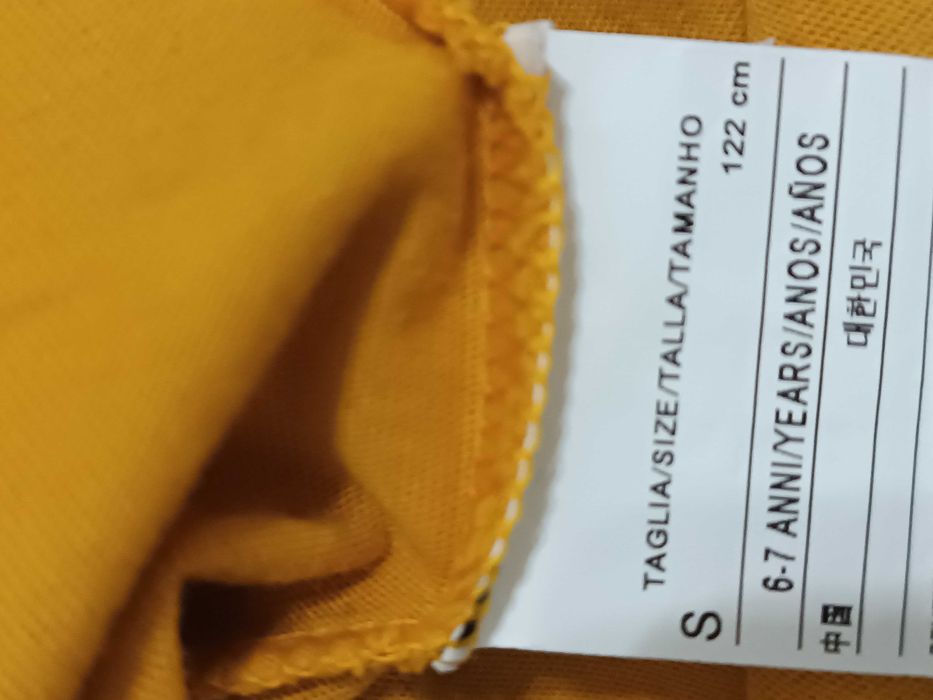 TAGLIA/SIZE/TALLA/TAMANHO
S 122 cm
6-7 ANNI/YEARS/ANOS/AÑOS
中国 대한민국